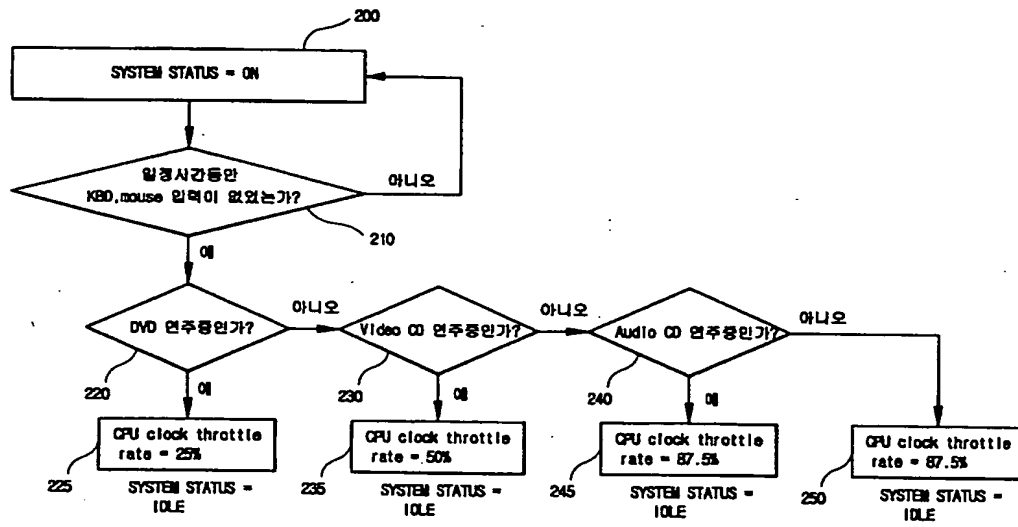 200
SYSTEM STATUS = ON
일정시간동안
KBD,mouse 입력이 없었는가?
아니오
210
예
DVD 연주중인가?
아니오
Video CD 연주중인가?
아니오
Audio CD 연주중인가?
아니오
220
예
230
예
240
예
CPU clock throttle
rate = 25%
225
SYSTEM STATUS =
IDLE
CPU clock throttle
rate = 50%
235
SYSTEM STATUS =
IDLE
CPU clock throttle
rate = 87.5%
245
SYSTEM STATUS =
IDLE
CPU clock throttle
rate = 87.5%
250
SYSTEM STATUS =
IDLE